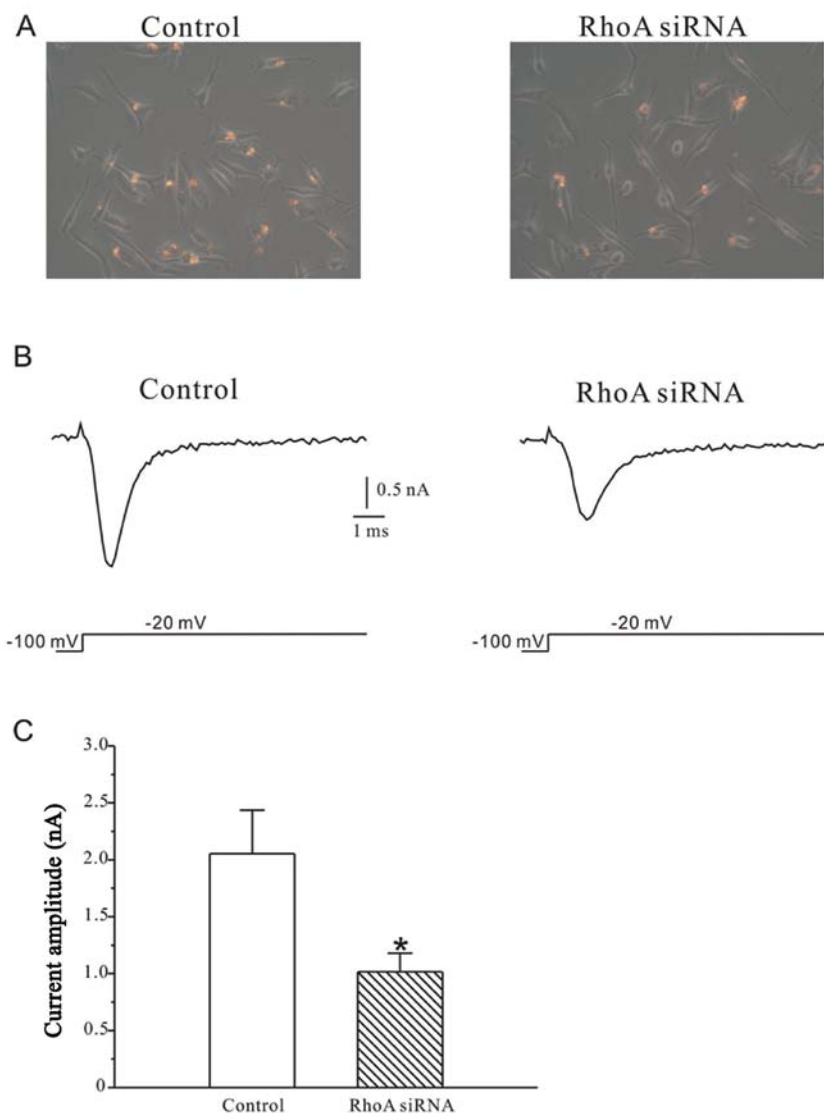 A
Control
RhoA siRNA
B
Control
RhoA siRNA
0.5 nA
1 ms
-20 mV
-100 mV
-20 mV
-100 mV
C
3.0
2.5
2.0
1.5
1.0
0.5
0
Current amplitude (nA)
*
Control
RhoA siRNA